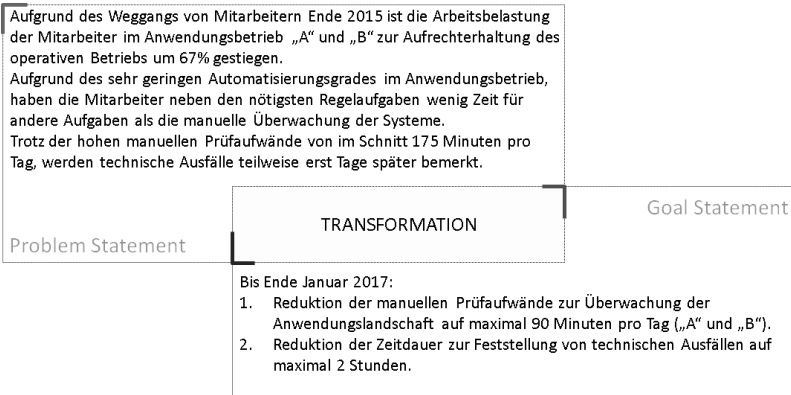 Aufgrund des Weggangs von Mitarbeitern Ende 2015 ist die Arbeitsbelastung
der Mitarbeiter im Anwendungsbetrieb „A“ und „B“ zur Aufrechterhaltung des
operativen Betriebs um 67% gestiegen.
Aufgrund des sehr geringen Automatisierungsgrades im Anwendungsbetrieb,
haben die Mitarbeiter neben den nötigsten Regelaufgaben wenig Zeit für
andere Aufgaben als die manuelle Überwachung der Systeme.
Trotz der hohen manuellen Prüfaufwände von im Schnitt 175 Minuten pro
Tag, werden technische Ausfälle teilweise erst Tage später bemerkt.
Problem Statement
TRANSFORMATION
Goal Statement
Bis Ende Januar 2017:
1. Reduktion der manuellen Prüfaufwände zur Überwachung der
Anwendungslandschaft auf maximal 90 Minuten pro Tag („A“ und „B“).
2. Reduktion der Zeitdauer zur Feststellung von technischen Ausfällen auf
maximal 2 Stunden.